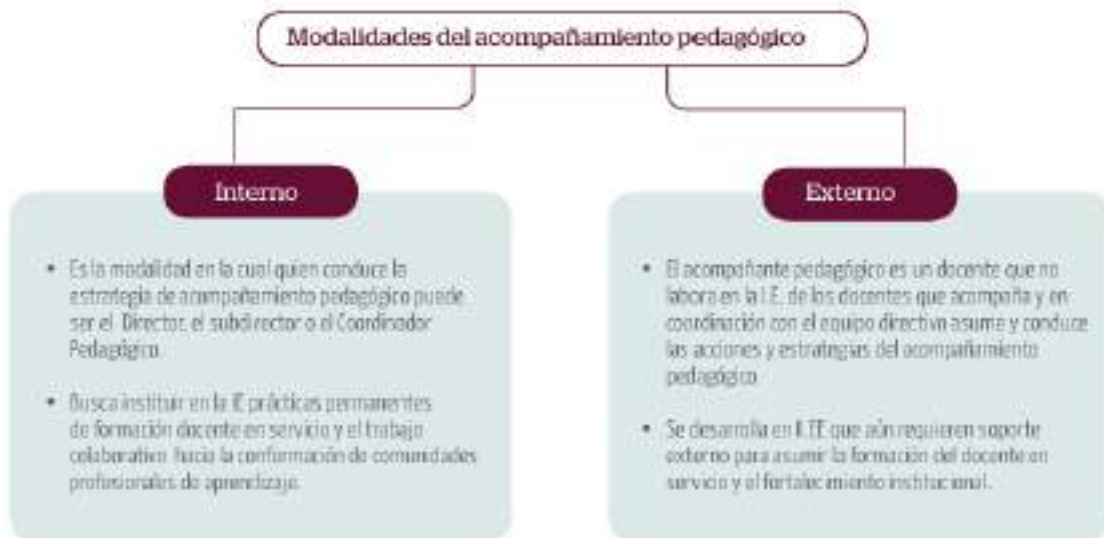 Modalidades del acompañamiento pedagógico
Interno
• Es la modalidad en la cual quien conduce la
estrategia de acompañamiento pedagógico puede
ser el Director, el subdirector o el Coordinador
Pedagógico.
• Busca instituir en la IE prácticas permanentes
de formación docente en servicio y el trabajo
colaborativo hacia la conformación de comunidades
profesionales de aprendizaje.
Externo
• El acompañante pedagógico es un docente que no
labora en la I.E. de los docentes que acompaña y en
coordinación con el equipo directivo asume y conduce
las acciones y estrategias del acompañamiento
pedagógico
• Se desarrolla en II.EE que aún requieren soporte
externo para asumir la formación del docente en
servicio y el fortalecimiento institucional.